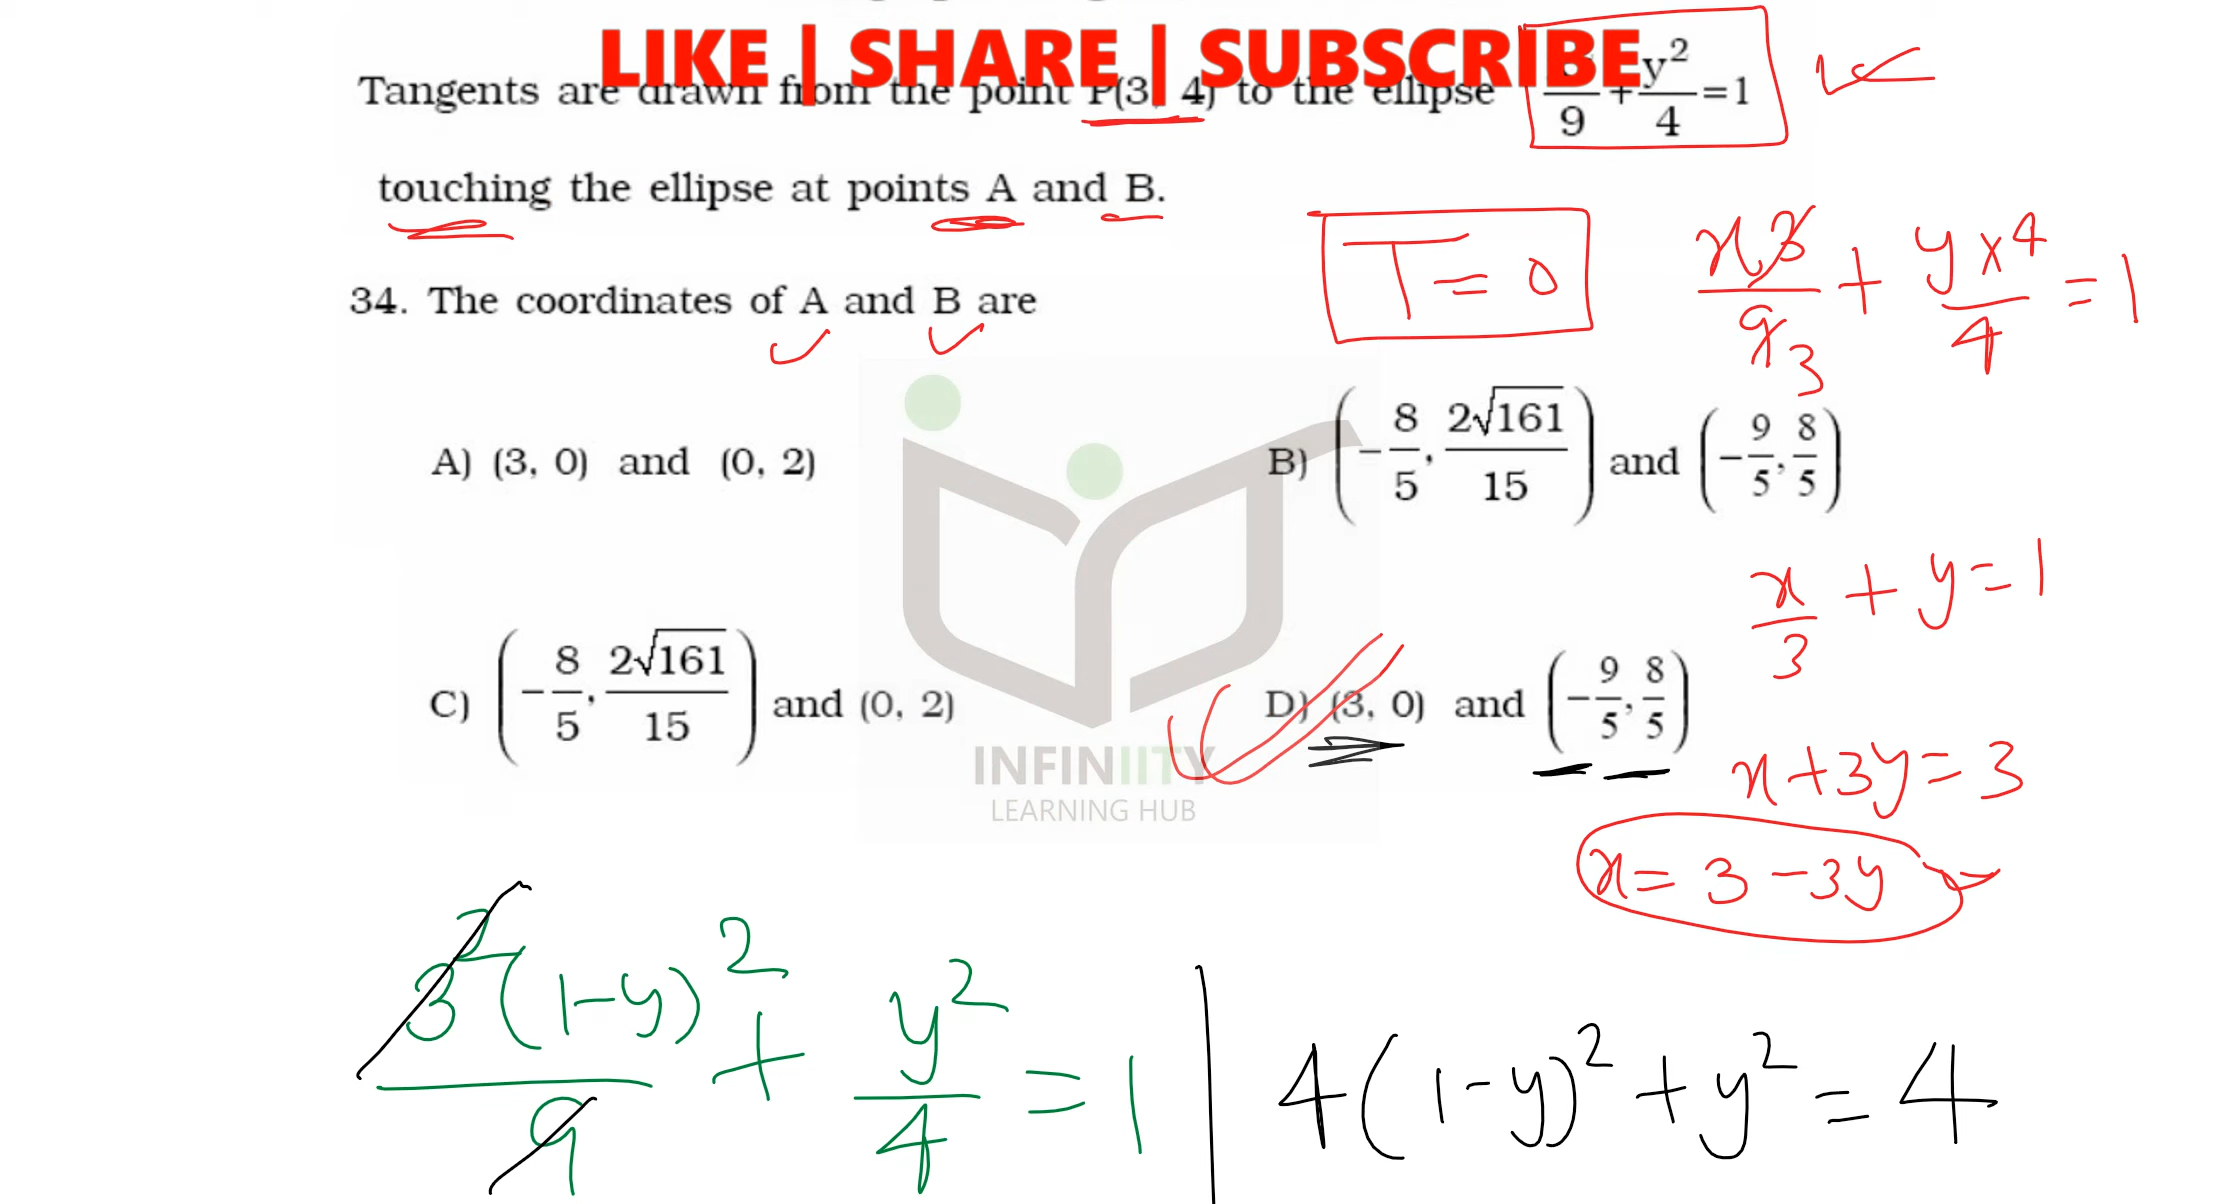 LIKE | SHARE | SUBSCRIBE
Tangents are drawn from the point P(3, 4) to the ellipse /9 + y²/4 = 1
touching the ellipse at points A and B.
T = 0
x3/9 3 + y×4/4 = 1
34. The coordinates of A and B are
A) (3, 0) and (0, 2)
B) (-8/5, 2√161/15) and (-9/5, 8/5)
x/3 + y = 1
C) (-8/5, 2√161/15) and (0, 2)
D) (3, 0) and (-9/5, 8/5)
x + 3y = 3
INFINIITY
LEARNING HUB
x = 3 - 3y
3²(1-y)²/9 + y²/4 = 1
4(1-y)² + y² = 4